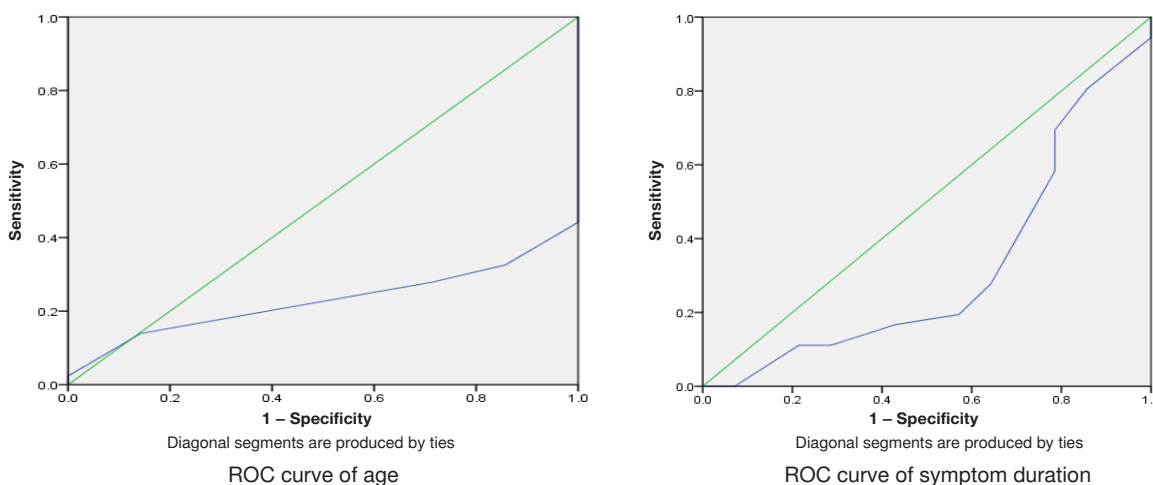 1.0
0.8
0.6
0.4
0.2
0.0
Sensitivity
0.0 0.2 0.4 0.6 0.8 1.0
1 – Specificity
Diagonal segments are produced by ties
ROC curve of age
1.0
0.8
0.6
0.4
0.2
0.0
Sensitivity
0.0 0.2 0.4 0.6 0.8 1.
1 – Specificity
Diagonal segments are produced by ties
ROC curve of symptom duration